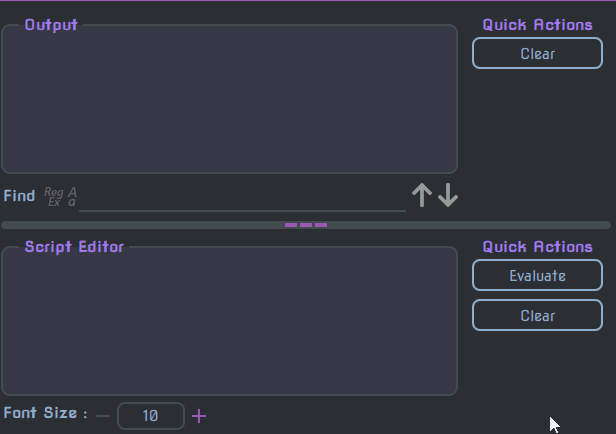 Output
Quick Actions
Clear
Find
Reg
Ex
A
a
Script Editor
Quick Actions
Evaluate
Clear
Font Size :
10